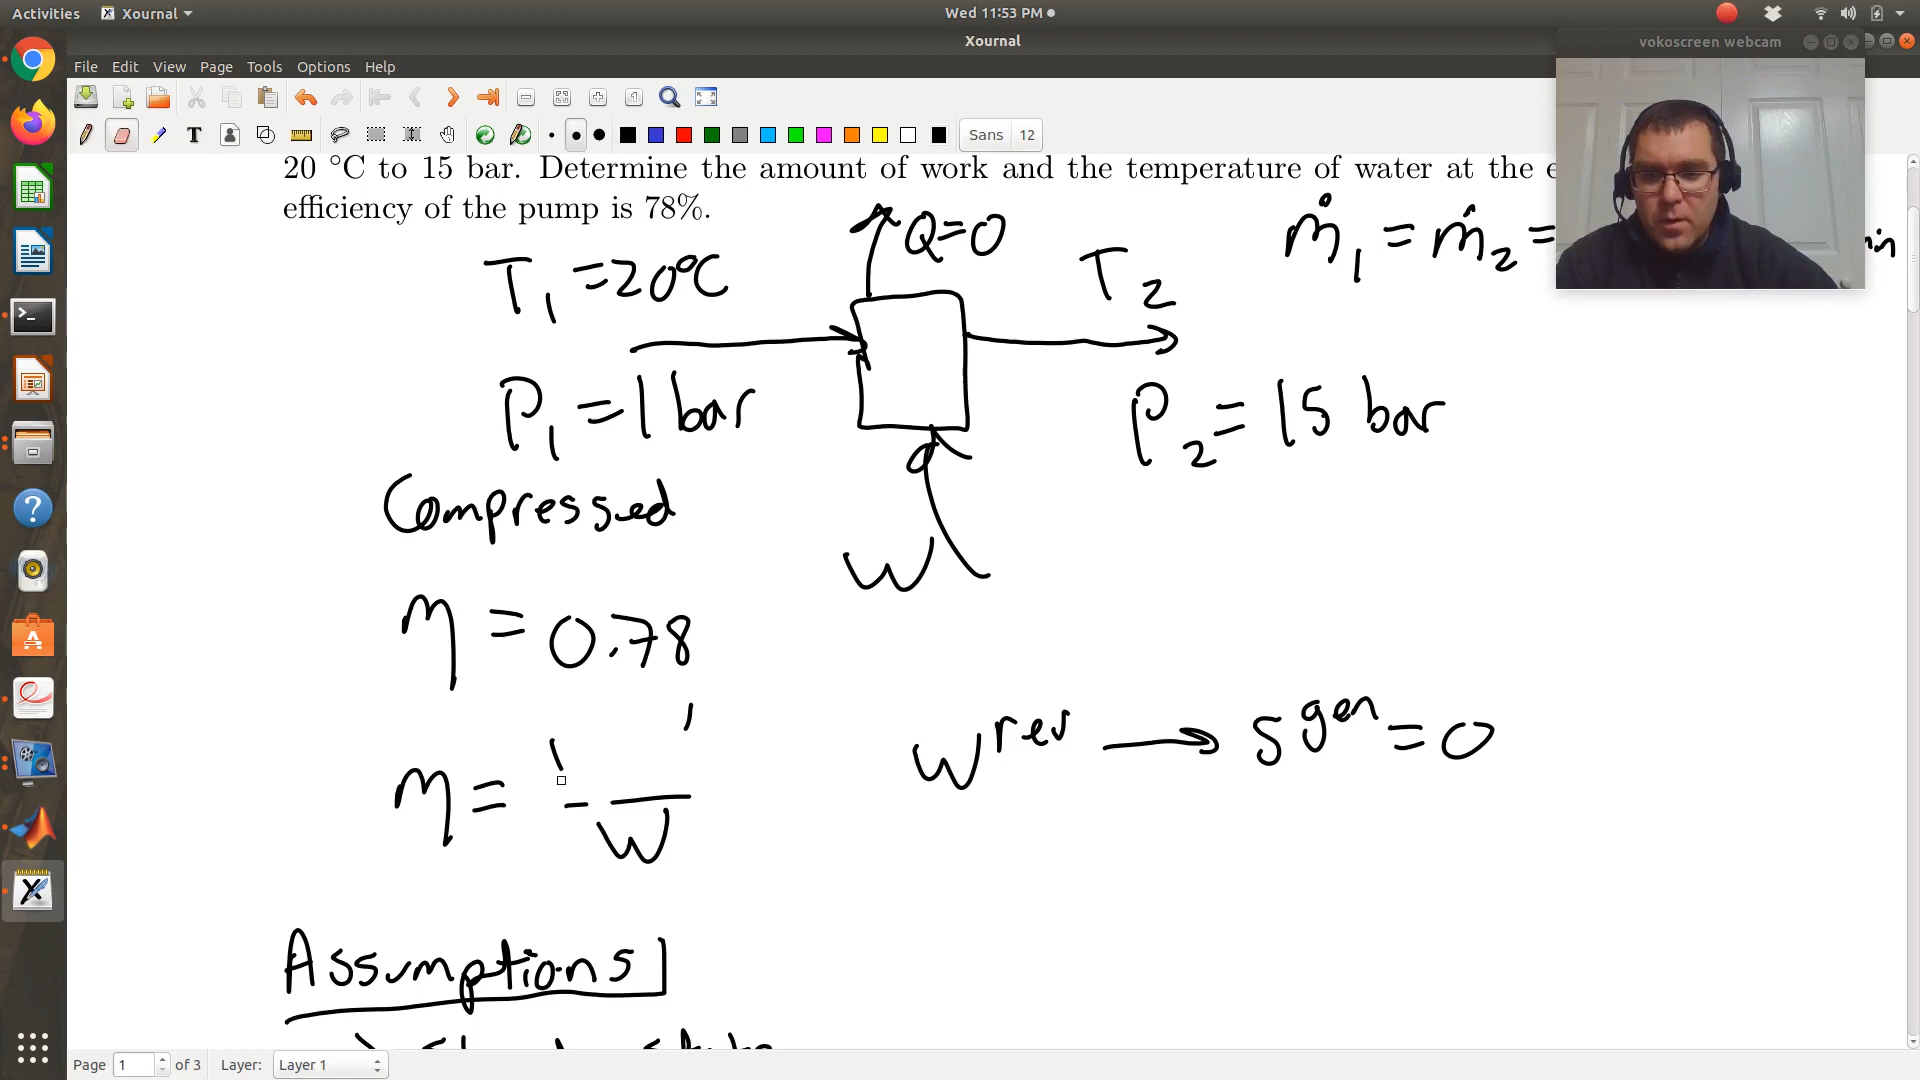 Activities Xournal Wed 11:53 PM
Xournal
vokoscreen webcam
File Edit View Page Tools Options Help
Sans 12
20 °C to 15 bar. Determine the amount of work and the temperature of water at the e
efficiency of the pump is 78%.
Q=0
ṁ₁ = ṁ₂ =
T₁ = 20°C
T₂
P₁ = 1 bar
P₂ = 15 bar
Compressed
W
η = 0.78
W^rev → S^gen = 0
η =
W
Assumptions
Page 1 of 3 Layer: Layer 1